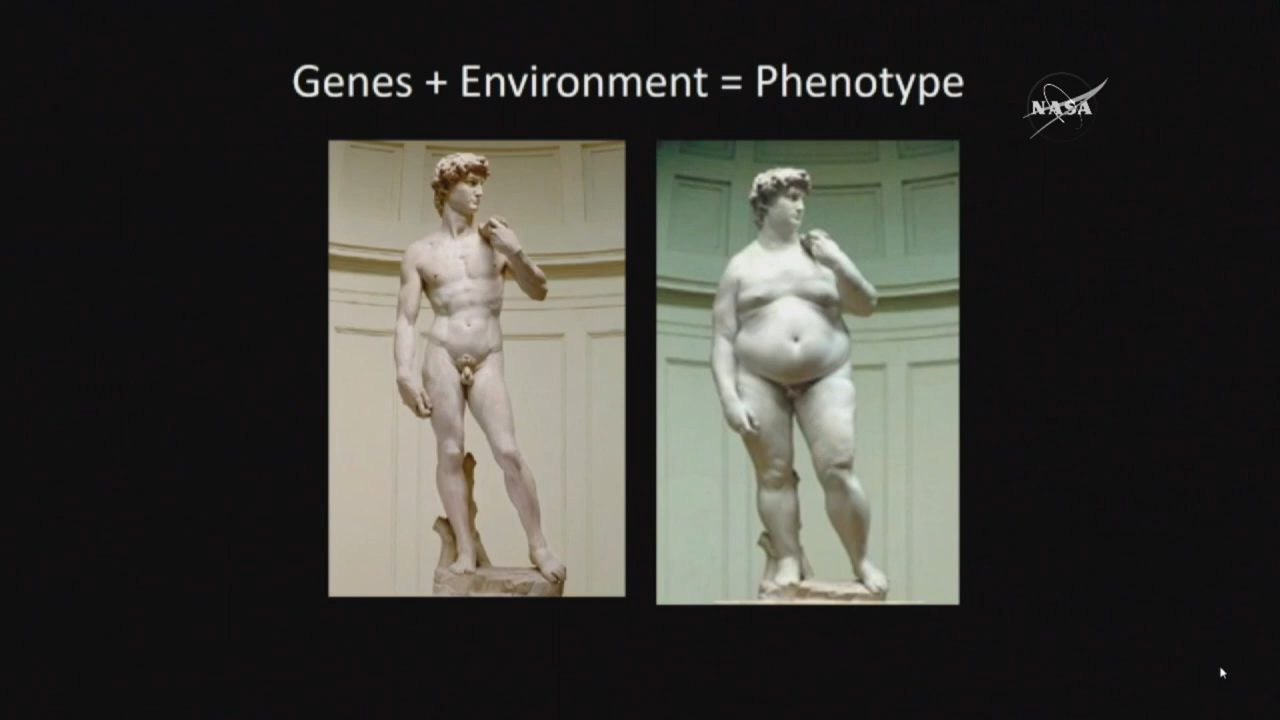 Genes + Environment = Phenotype
NASA